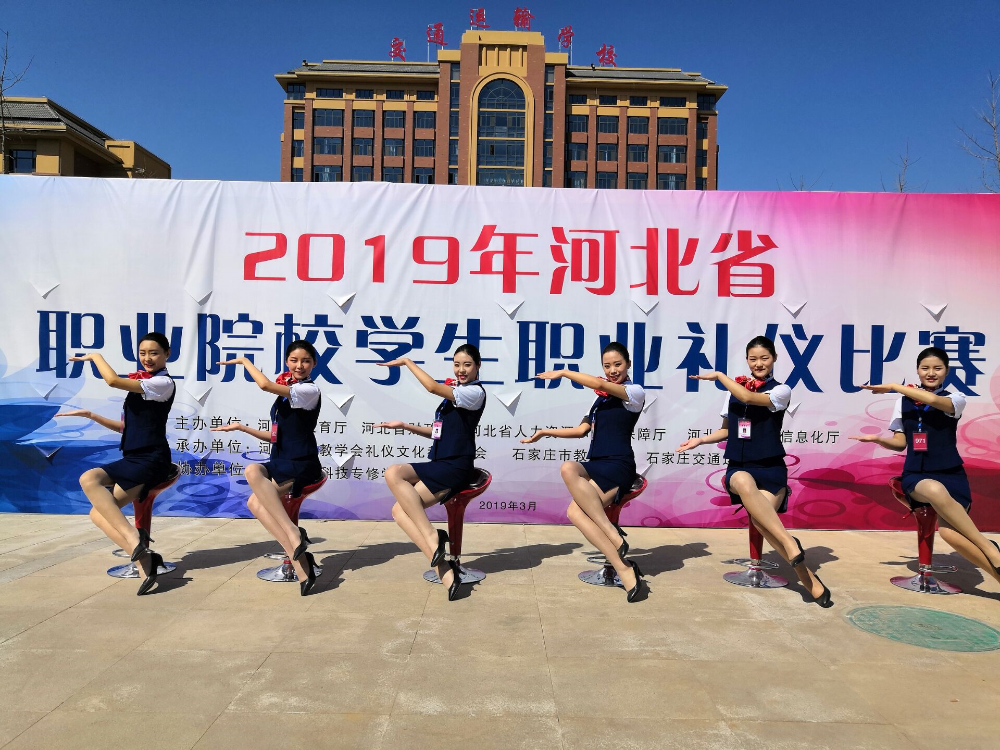 交通运输学校
2019年河北省
职业院校学生职业礼仪比赛
主办单位：河 育厅 河北省财政 河北省人力资源 保障厅 河北 信息化厅
承办单位：河 教学会礼仪文化 会 石家庄市教 石家庄交通
协办单位 科技专修学
2019年3月
971